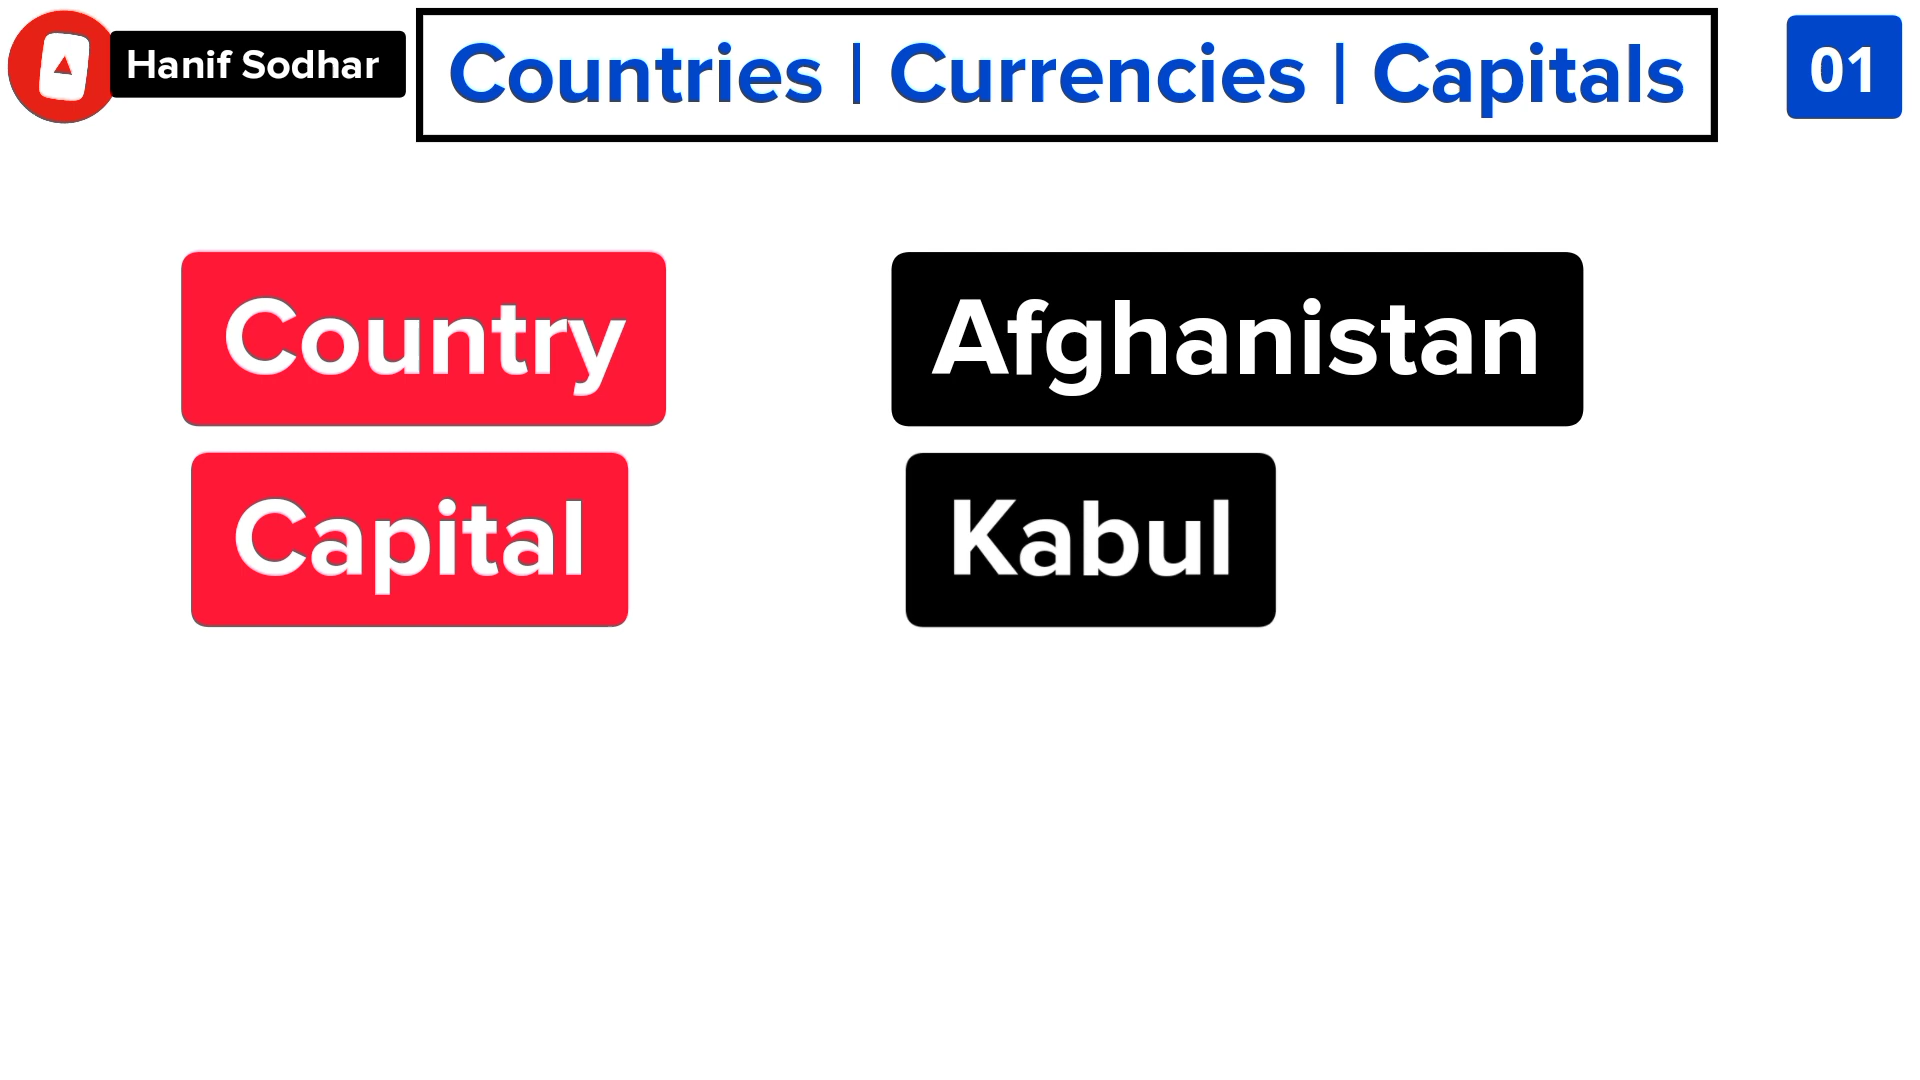 Hanif Sodhar
Countries | Currencies | Capitals
01
Country
Afghanistan
Capital
Kabul